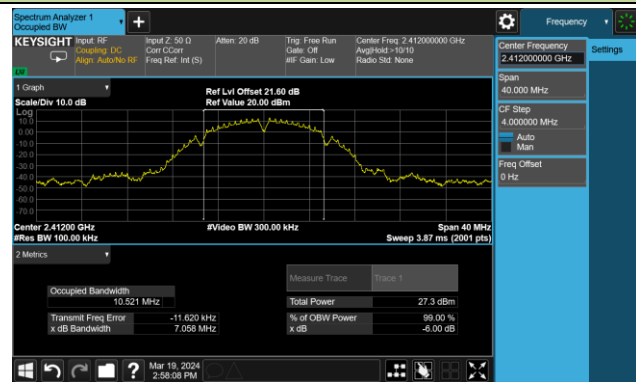 Spectrum Analyzer 1
Occupied BW
Frequency
KEYSIGHT
Input: RF
Coupling: DC
Align: Auto/No RF
Input Z: 50 Ω
Corr CCorr
Freq Ref: Int (S)
Atten: 20 dB
Trig: Free Run
Gate: Off
#IF Gain: Low
Center Freq: 2.412000000 GHz
Avg|Hold:>10/10
Radio Std: None
Center Frequency
2.412000000 GHz
Settings
Span
40.000 MHz
CF Step
4.000000 MHz
Auto
Man
Freq Offset
0 Hz
1 Graph
Scale/Div 10.0 dB
Ref Lvl Offset 21.60 dB
Ref Value 20.00 dBm
Log
10.0
0.00
-10.0
-20.0
-30.0
-40.0
-50.0
-60.0
-70.0
Center 2.41200 GHz
#Res BW 100.00 kHz
#Video BW 300.00 kHz
Span 40 MHz
Sweep 3.87 ms (2001 pts)
2 Metrics
Measure Trace
Trace 1
Occupied Bandwidth
10.521 MHz
Total Power
27.3 dBm
Transmit Freq Error
-11.620 kHz
% of OBW Power
99.00 %
x dB Bandwidth
7.058 MHz
x dB
-6.00 dB
Mar 19, 2024
2:58:08 PM